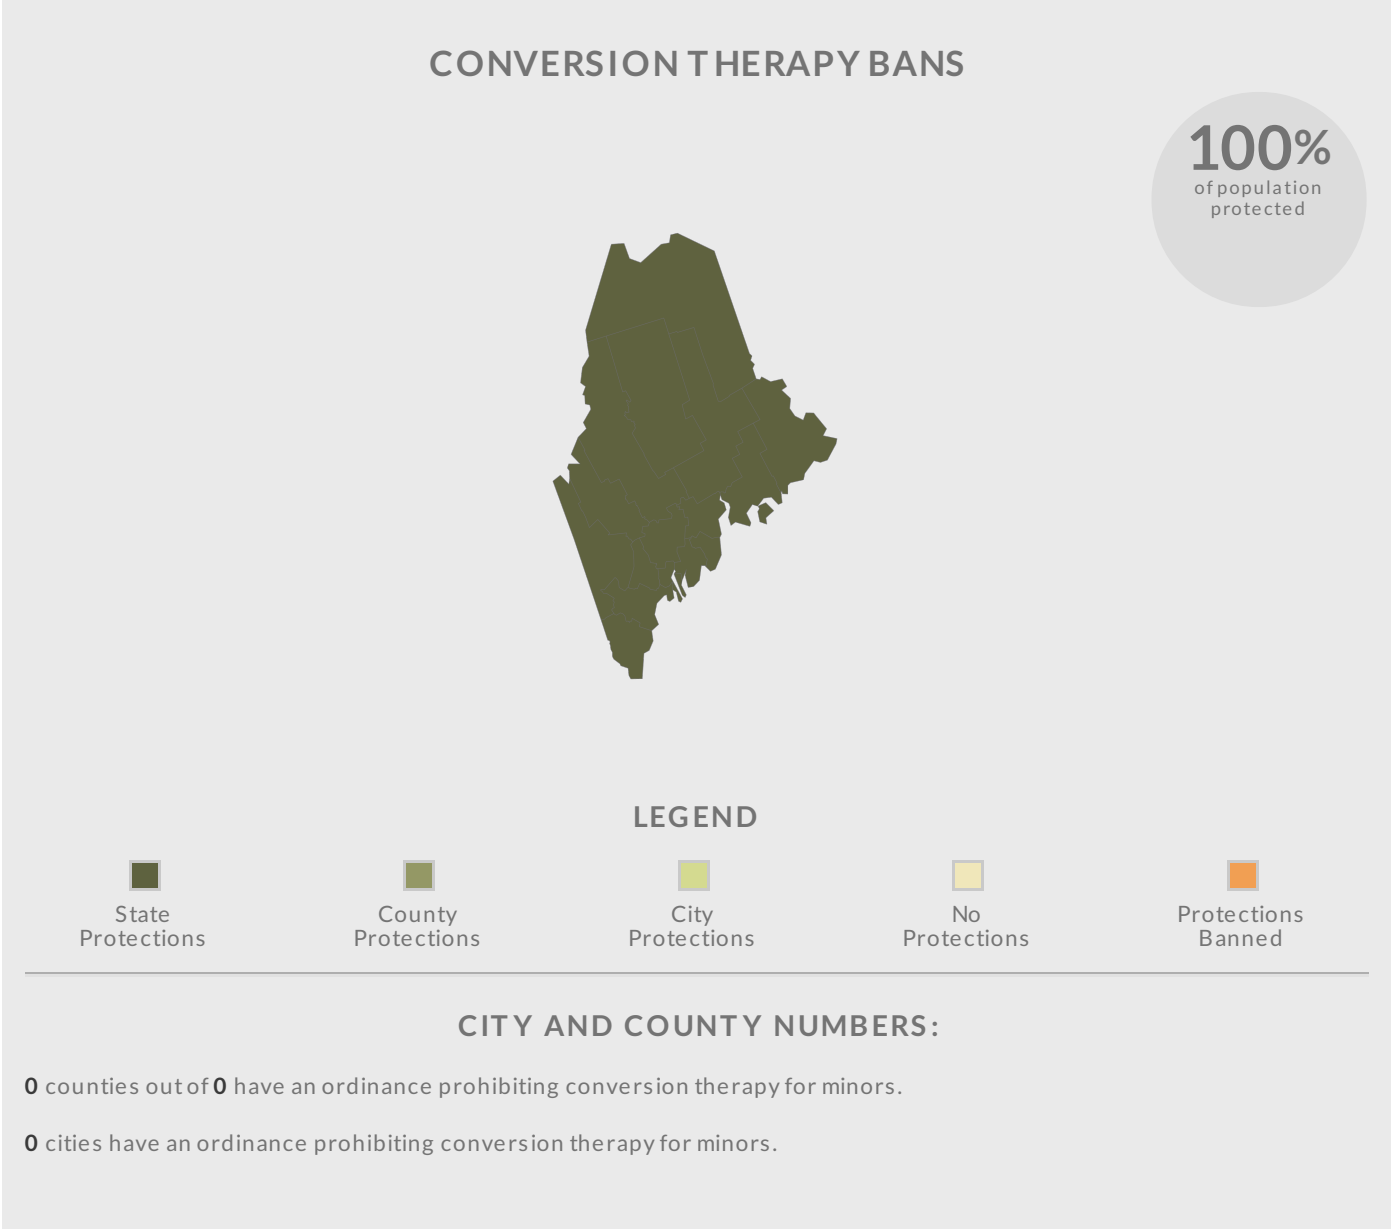 CONVERSION THERAPY BANS
100%
of population
protected
LEGEND
State
Protections
County
Protections
City
Protections
No
Protections
Protections
Banned
CITY AND COUNTY NUMBERS:
0 counties out of 0 have an ordinance prohibiting conversion therapy for minors.
0 cities have an ordinance prohibiting conversion therapy for minors.